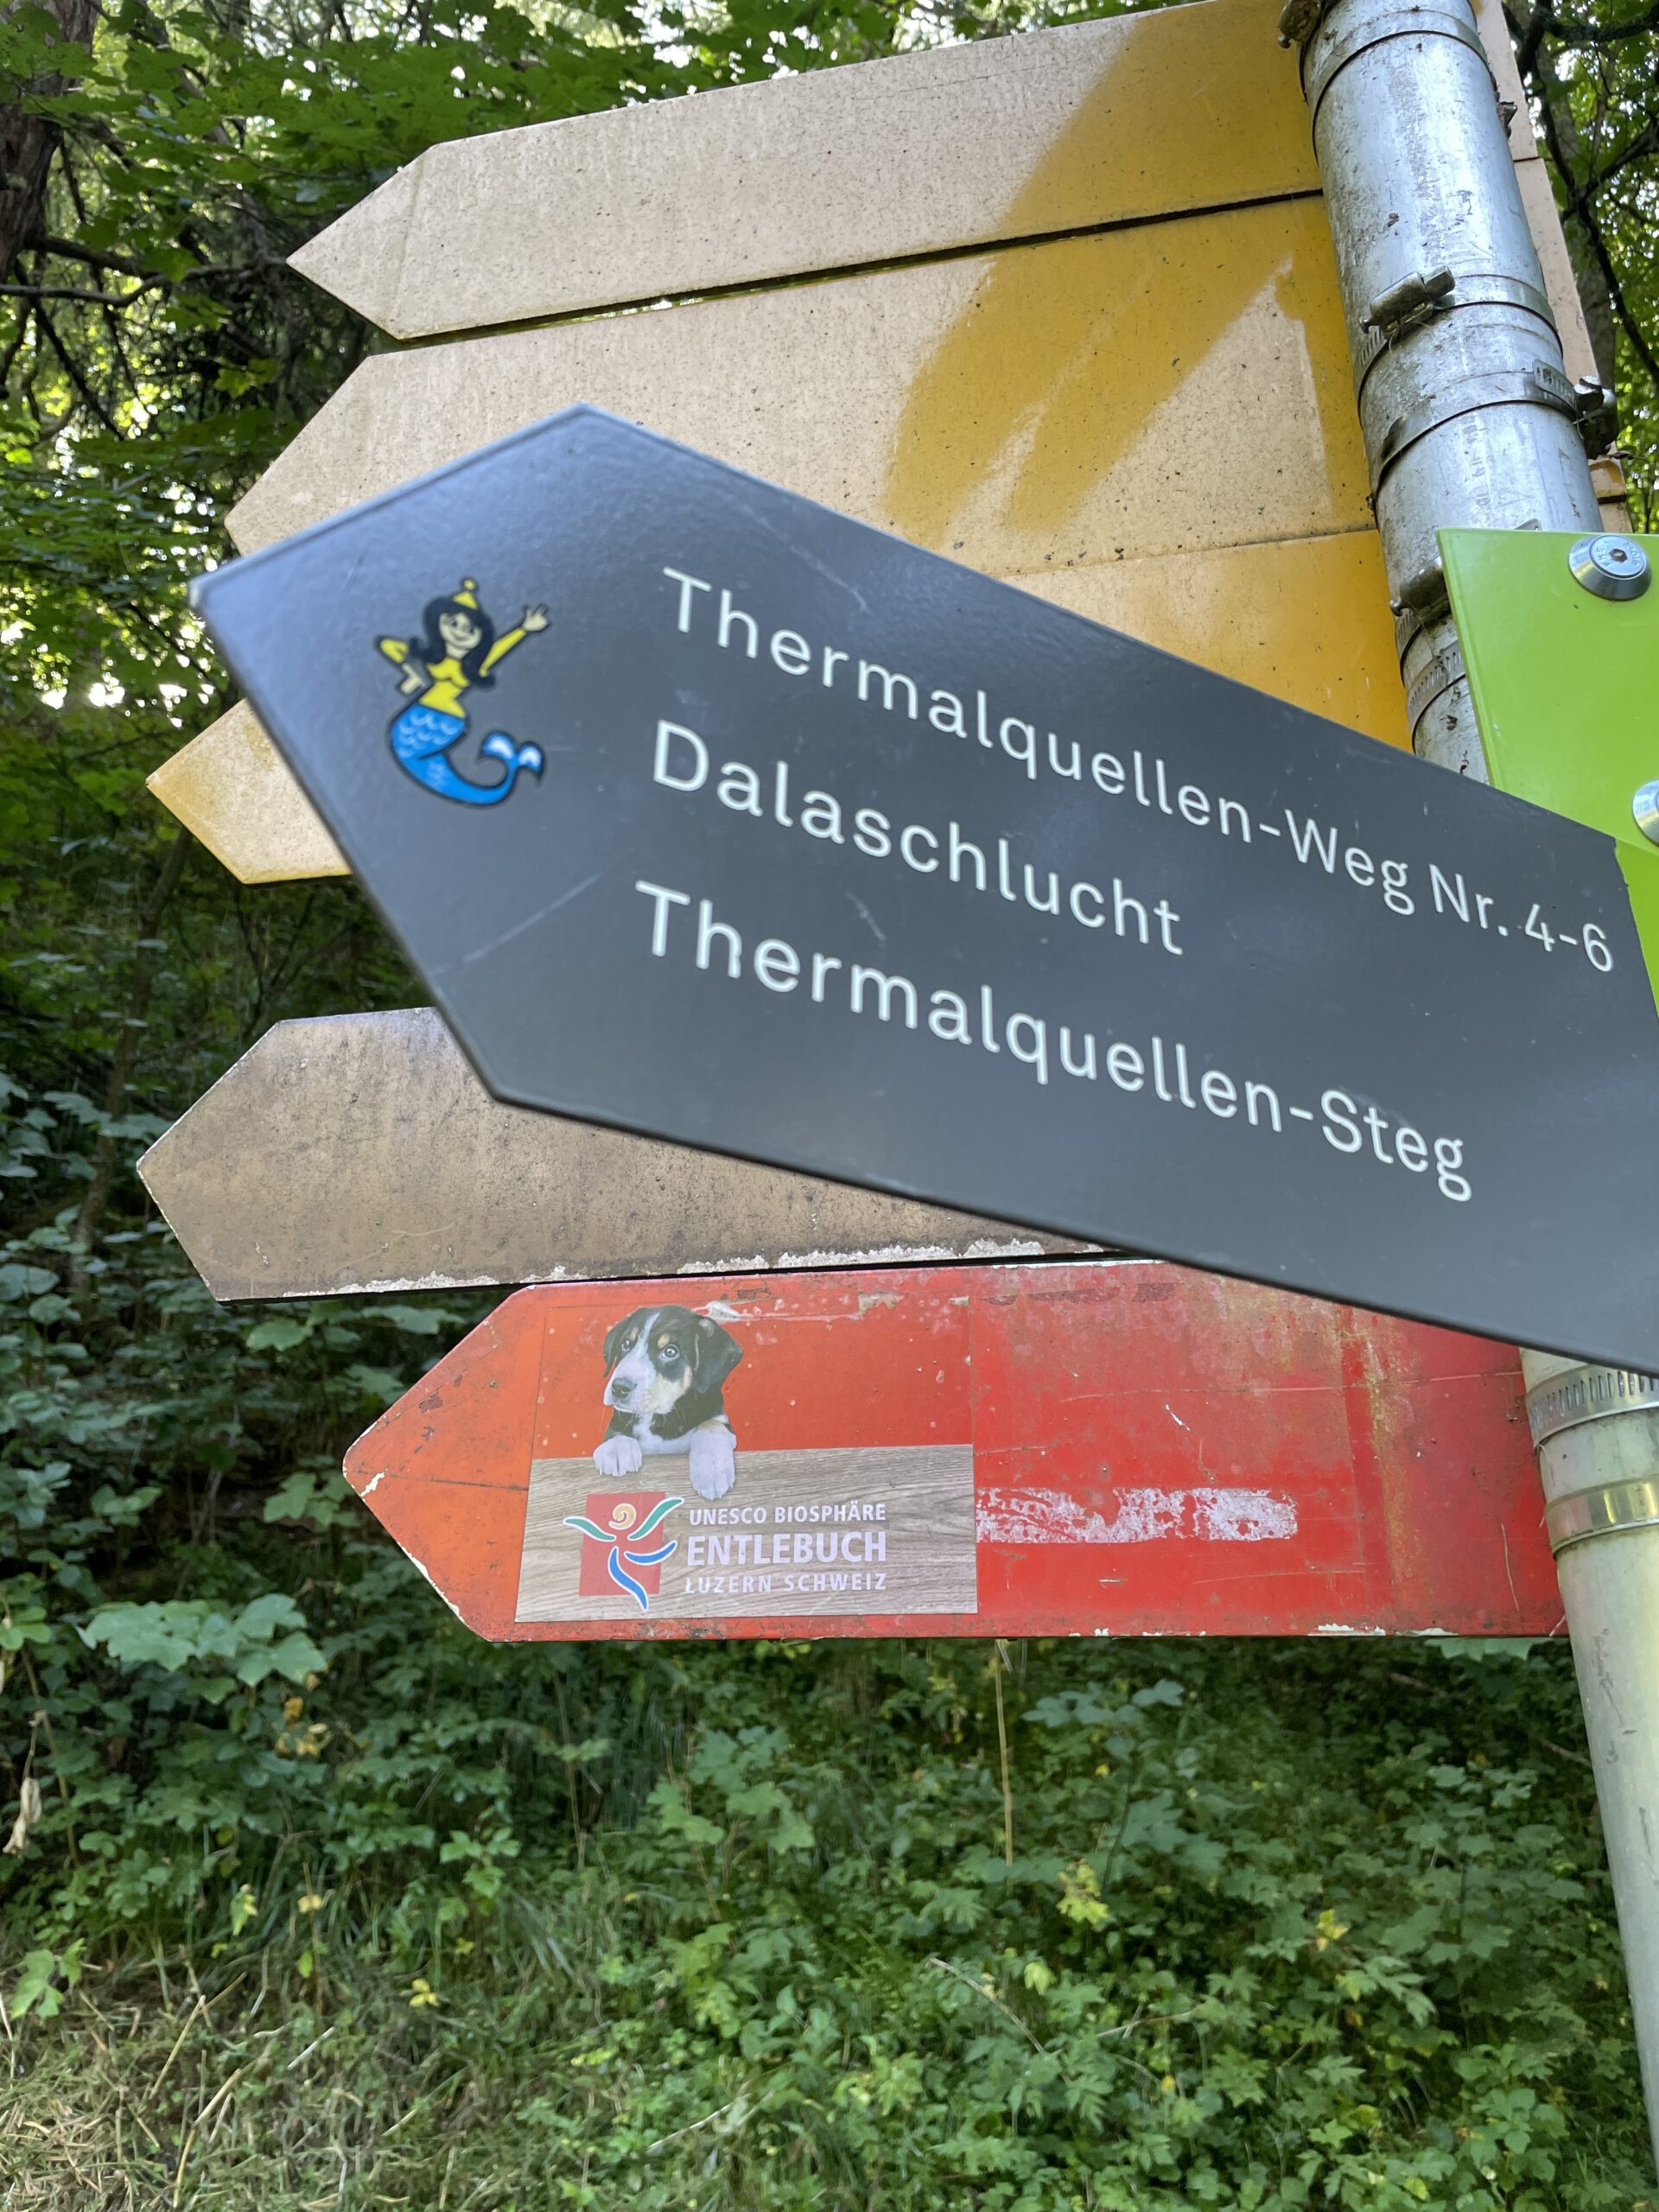 Thermalquellen-Weg Nr. 4-6
Dalaschlucht
Thermalquellen-Steg
UNESCO BIOSPHÄRE
ENTLEBUCH
LUZERN SCHWEIZ